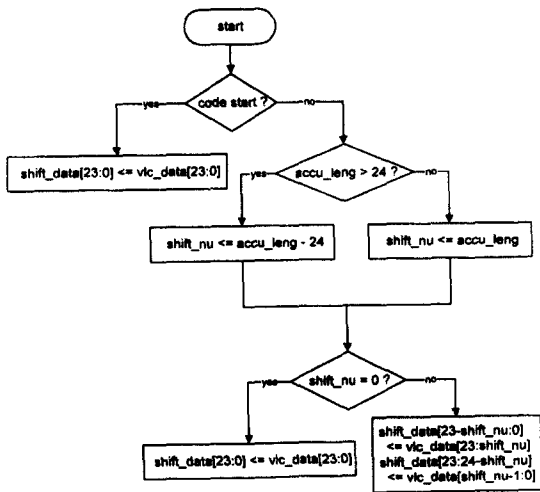 start
code start ?
yes
no
shift_data[23:0] <= vlc_data[23:0]
accu_leng > 24 ?
yes
no
shift_nu <= accu_leng - 24
shift_nu <= accu_leng
shift_nu = 0 ?
yes
no
shift_data[23:0] <= vlc_data[23:0]
shift_data[23-shift_nu:0]
<= vlc_data[23:shift_nu]
shift_data[23:24-shift_nu]
<= vlc_data[shift_nu-1:0]